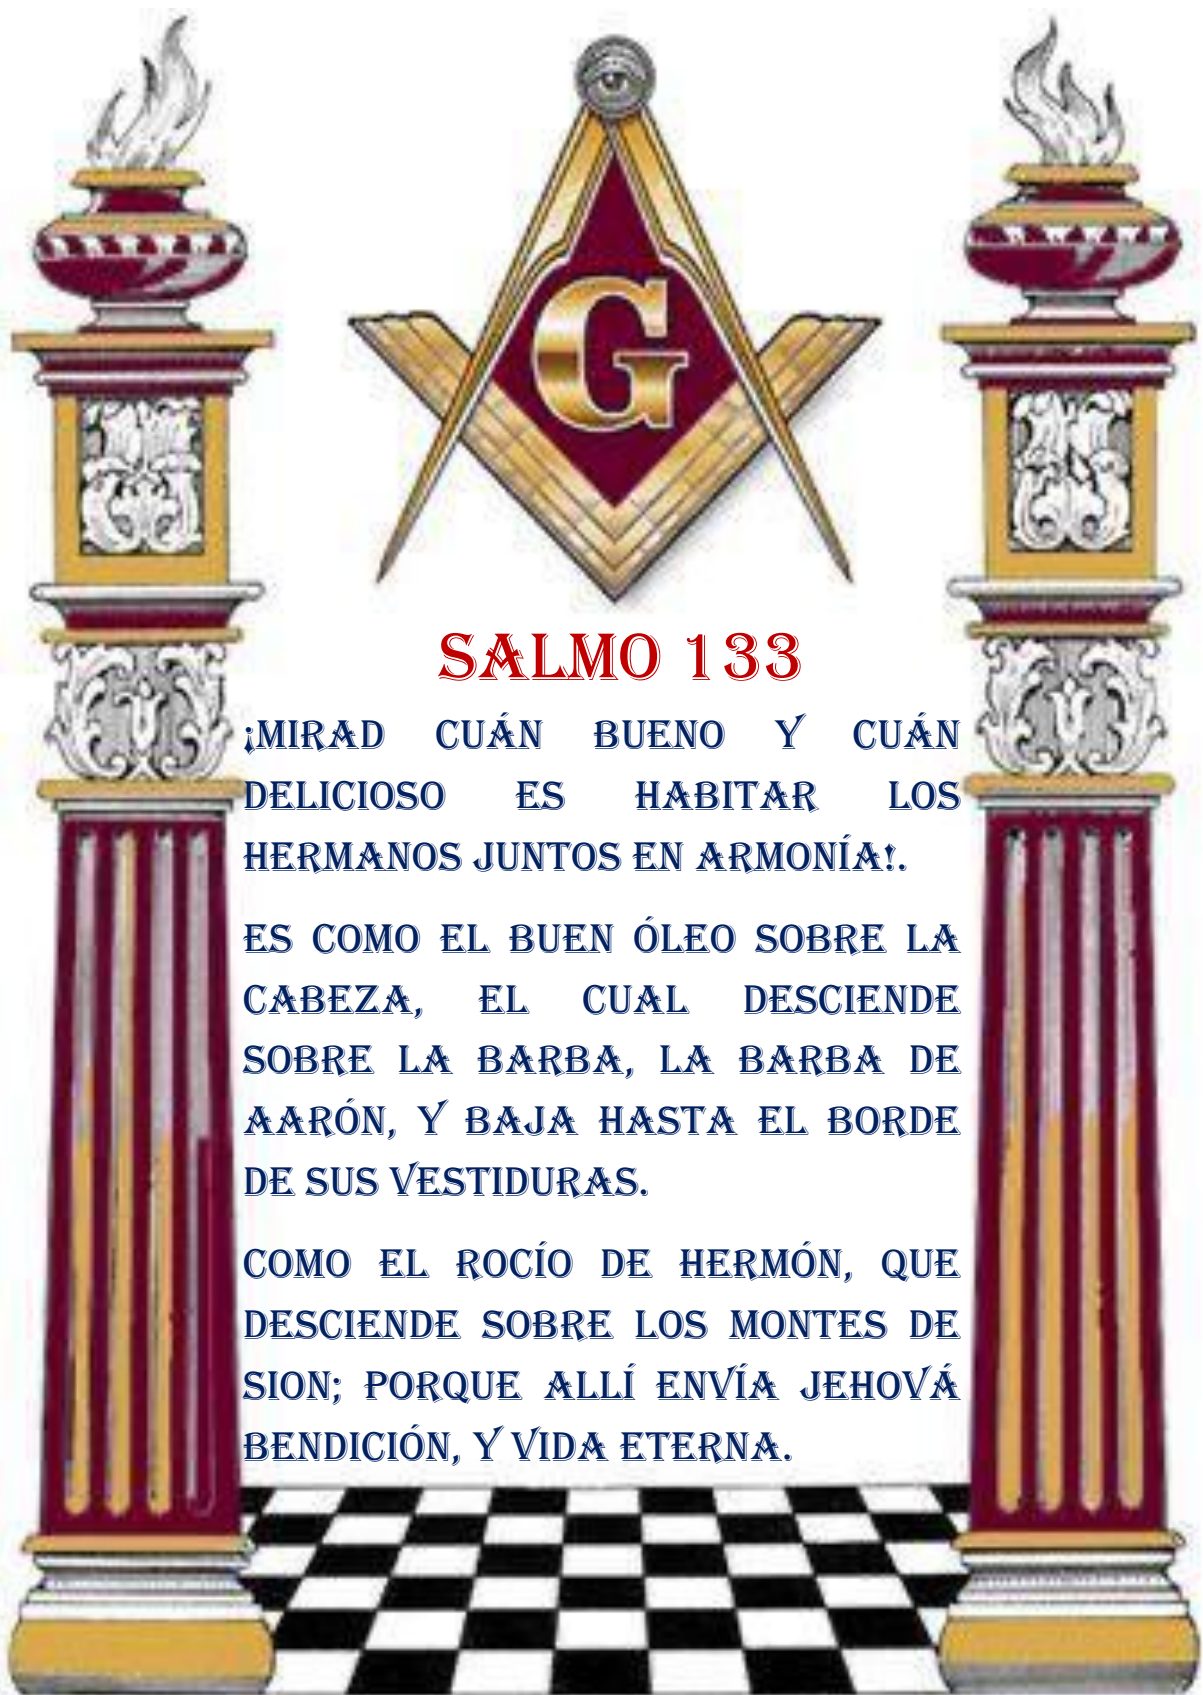 G
SALMO 133
¡MIRAD CUÁN BUENO Y CUÁN
DELICIOSO ES HABITAR LOS
HERMANOS JUNTOS EN ARMONÍA!.
ES COMO EL BUEN ÓLEO SOBRE LA
CABEZA, EL CUAL DESCIENDE
SOBRE LA BARBA, LA BARBA DE
AARÓN, Y BAJA HASTA EL BORDE
DE SUS VESTIDURAS.
COMO EL ROCÍO DE HERMÓN, QUE
DESCIENDE SOBRE LOS MONTES DE
SION; PORQUE ALLÍ ENVÍA JEHOVÁ
BENDICIÓN, Y VIDA ETERNA.